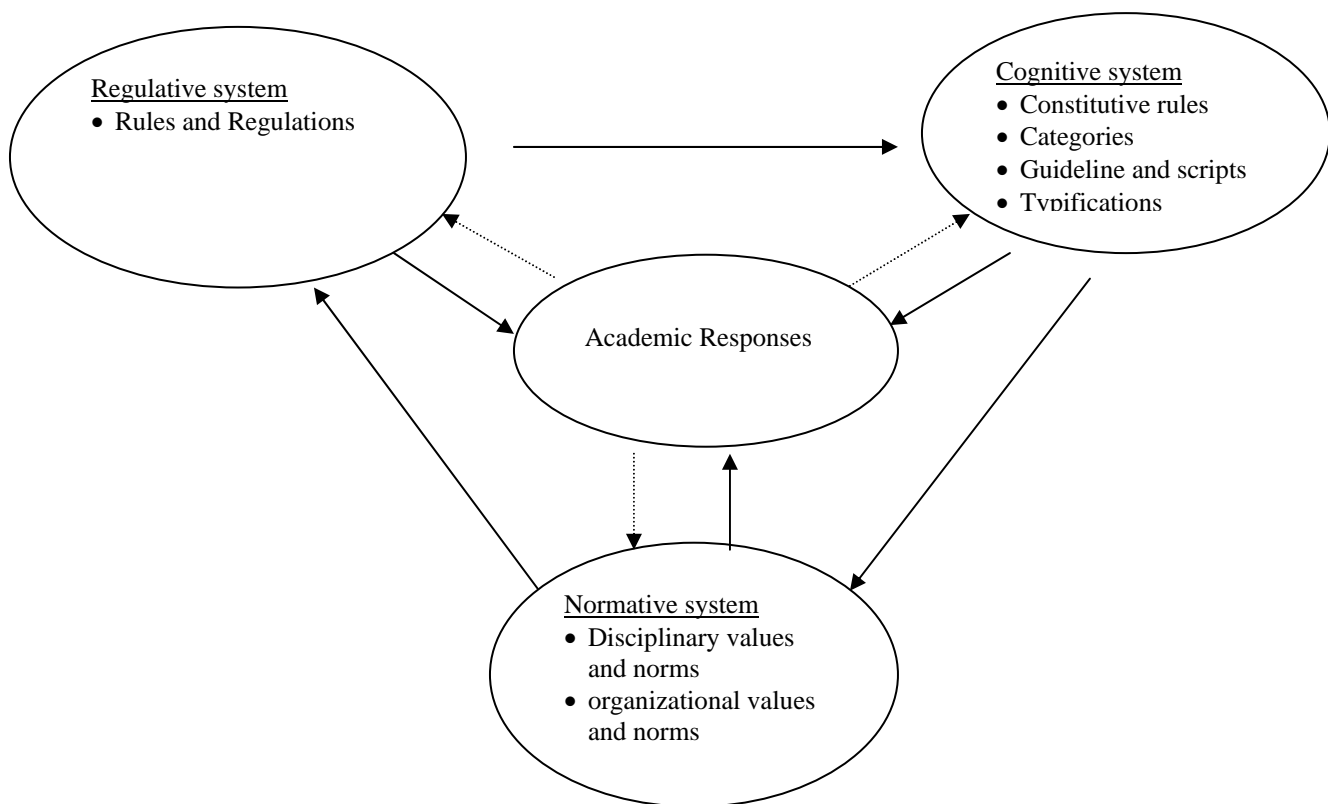 Regulative system
• Rules and Regulations
Cognitive system
• Constitutive rules
• Categories
• Guideline and scripts
• Typifications
Academic Responses
Normative system
• Disciplinary values
and norms
• organizational values
and norms